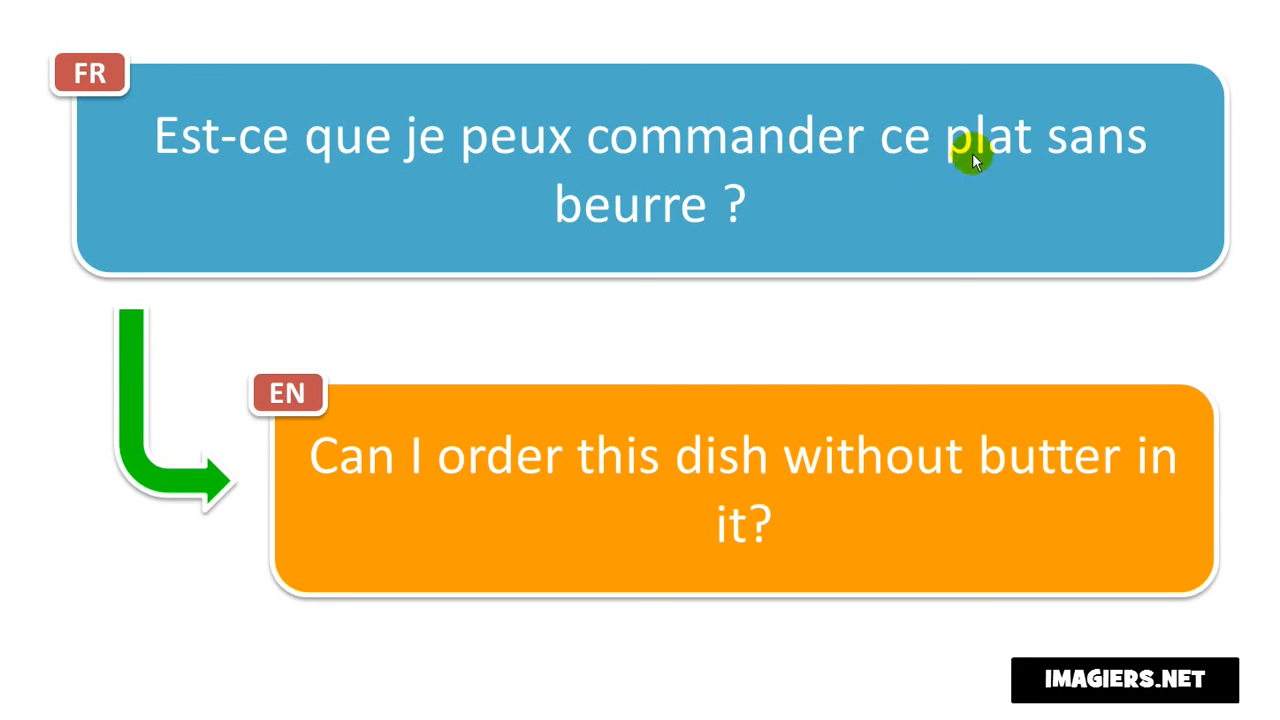 FR
Est-ce que je peux commander ce plat sans
beurre ?
EN
Can I order this dish without butter in
it?
IMAGIERS.NET